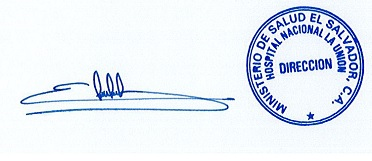 MINISTERIO DE SALUD EL SALVADOR, C.A.
HOSPITAL NACIONAL LA UNION
DIRECCION